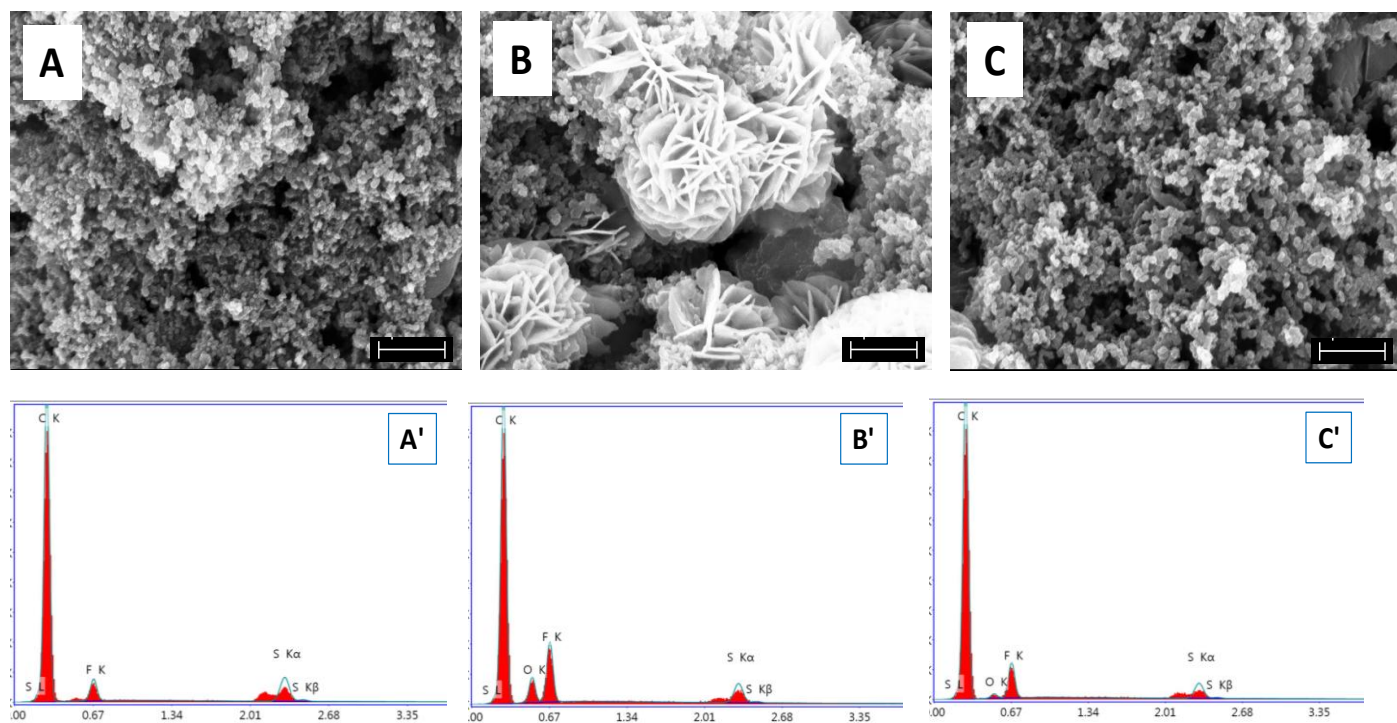 A
B
C
A'
C K
S L
F K
S Kα
S Kβ
.00 0.67 1.34 2.01 2.68 3.35
B'
C K
S L
O K
F K
S Kα
S Kβ
.00 0.67 1.34 2.01 2.68 3.35
C'
C K
S L
O K
F K
S Kα
S Kβ
.00 0.67 1.34 2.01 2.68 3.35